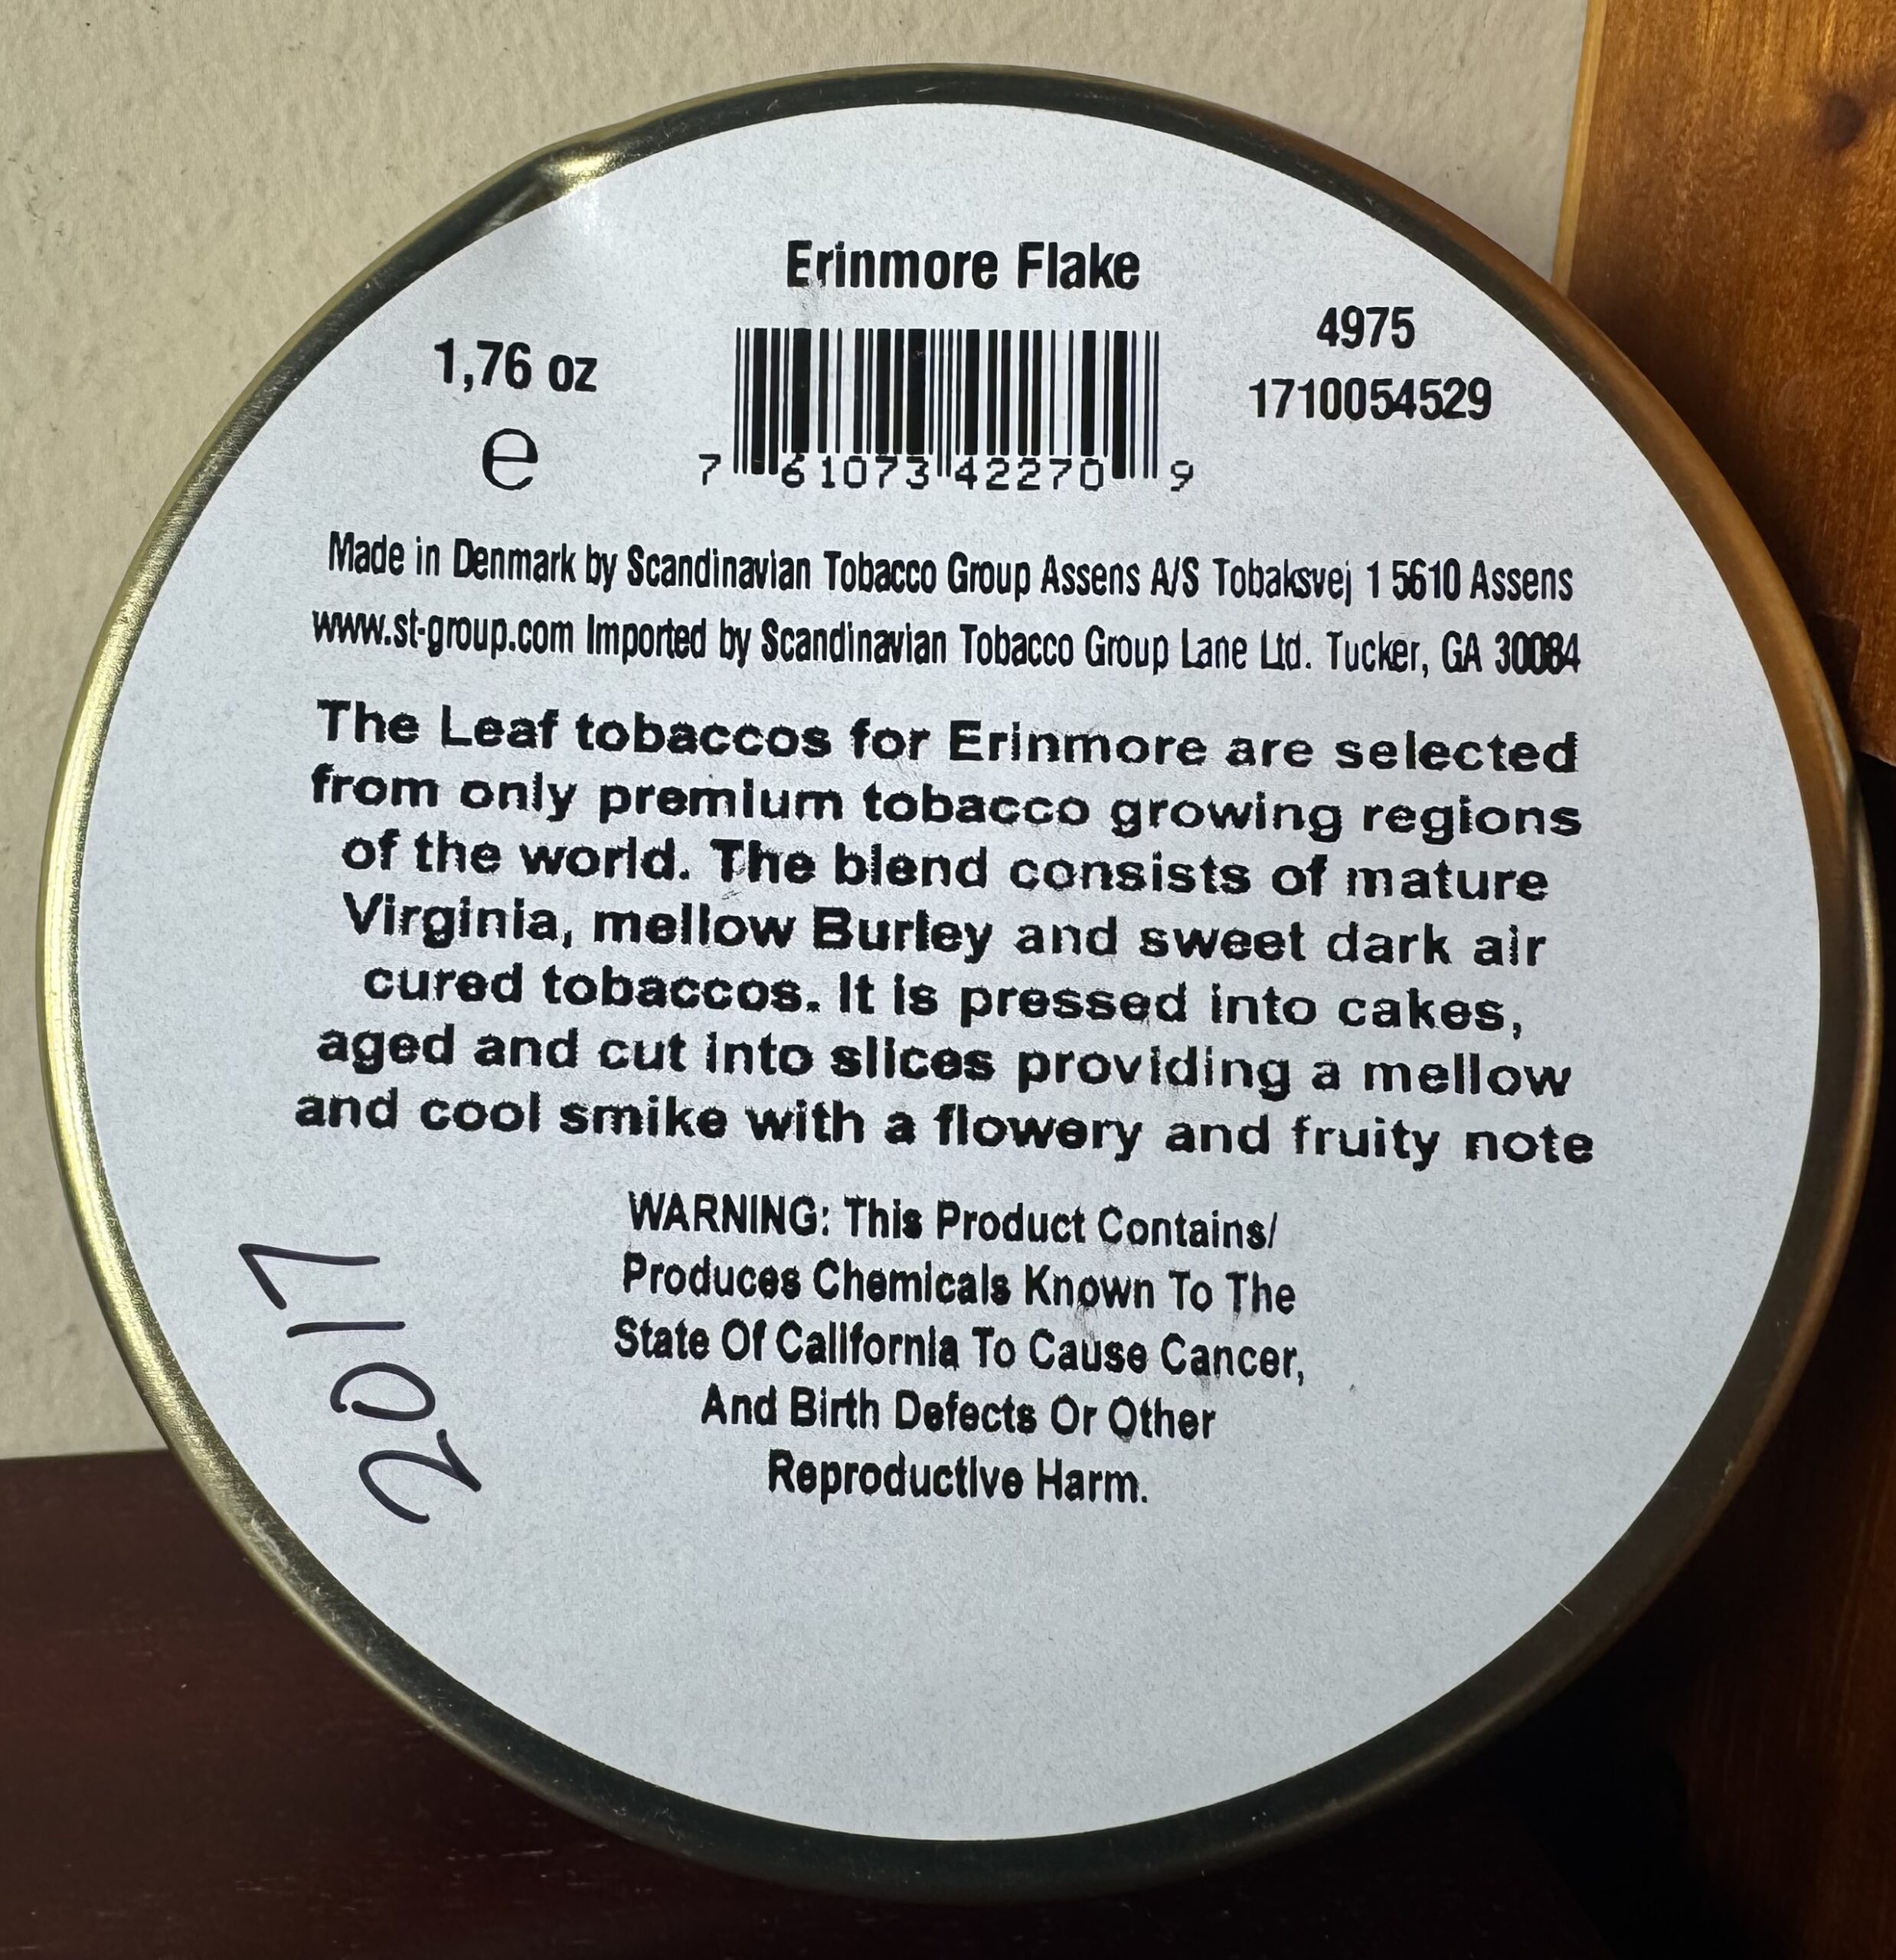 Erinmore Flake
1,76 oz
e
7 61073 42270 9
4975
1710054529
Made in Denmark by Scandinavian Tobacco Group Assens A/S Tobaksvej 1 5610 Assens
www.st-group.com Imported by Scandinavian Tobacco Group Lane Ltd. Tucker, GA 30084
The Leaf tobaccos for Erinmore are selected
from only premium tobacco growing regions
of the world. The blend consists of mature
Virginia, mellow Burley and sweet dark air
cured tobaccos. It is pressed into cakes,
aged and cut into slices providing a mellow
and cool smike with a flowery and fruity note
WARNING: This Product Contains/
Produces Chemicals Known To The
State Of California To Cause Cancer,
And Birth Defects Or Other
Reproductive Harm.
2017